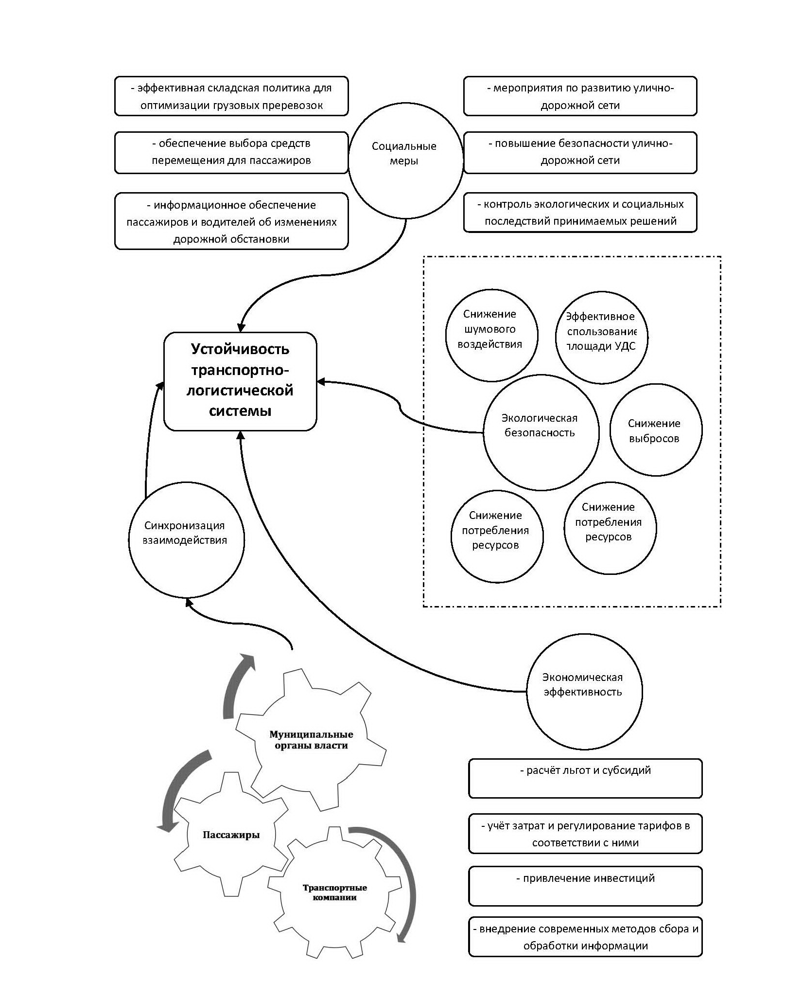 - эффективная складская политика для
оптимизации грузовых преревозок
- обеспечение выбора средств
перемещения для пассажиров
- информационное обеспечение
пассажиров и водителей об изменениях
дорожной обстановки
Социальные
меры
- мероприятия по развитию улично-
дорожной сети
- повышение безопасности улично-
дорожной сети
- контроль экологических и социальных
последствий принимаемых решений
Устойчивость
транспортно-
логистической
системы
Снижение
шумового
воздействия
Эффективное
спользование
площади УДС
Экологическая
безопасность
Снижение
выбросов
Снижение
потребления
ресурсов
Снижение
потребления
ресурсов
Синхронизация
взаимодействия
Экономическая
эффективность
Муниципальные
органы власти
Пассажиры
Транспортные
компании
- расчёт льгот и субсидий
- учёт затрат и регулирование тарифов в
соответствии с ними
- привлечение инвестиций
- внедрение современных методов сбора и
обработки информации